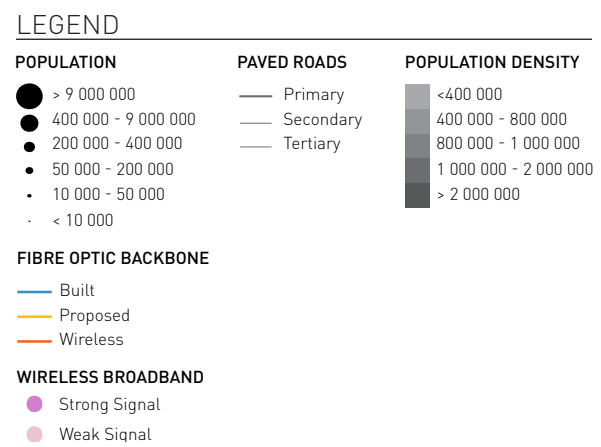 LEGEND
POPULATION
> 9 000 000
400 000 - 9 000 000
200 000 - 400 000
50 000 - 200 000
10 000 - 50 000
< 10 000
PAVED ROADS
Primary
Secondary
Tertiary
POPULATION DENSITY
<400 000
400 000 - 800 000
800 000 - 1 000 000
1 000 000 - 2 000 000
> 2 000 000
FIBRE OPTIC BACKBONE
Built
Proposed
Wireless
WIRELESS BROADBAND
Strong Signal
Weak Signal